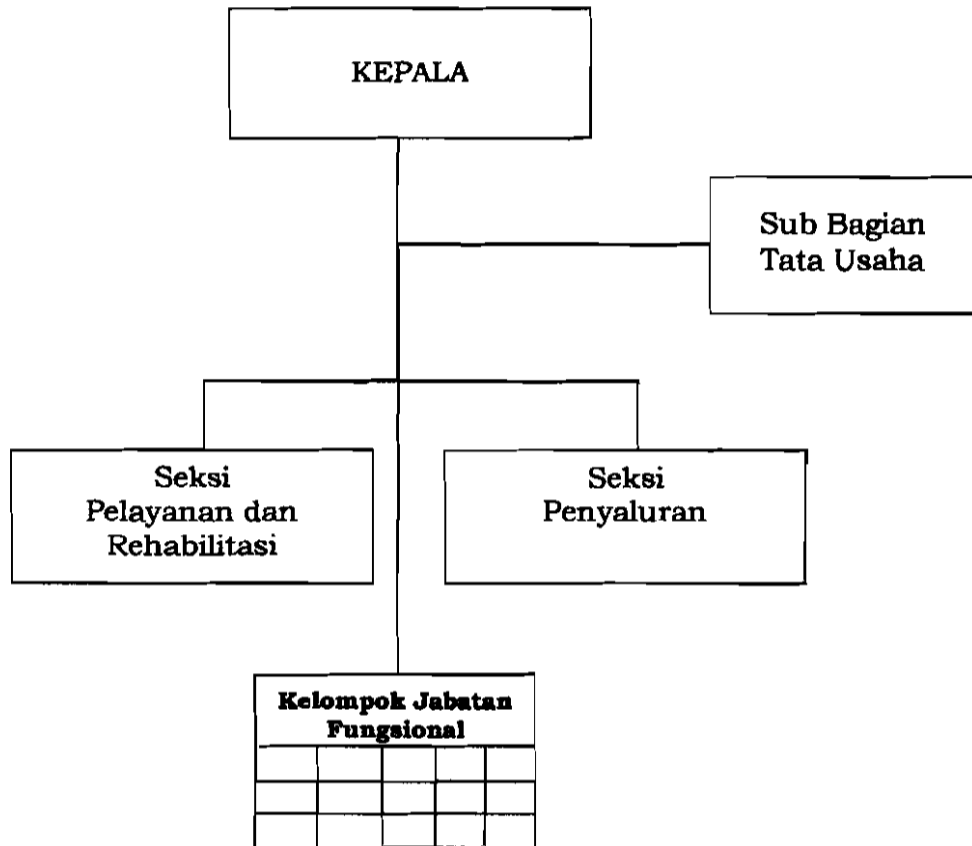 KEPALA
Sub Bagian
Tata Usaha
Seksi
Pelayanan dan
Rehabilitasi
Seksi
Penyaluran
Kelompok Jabatan
Fungsional